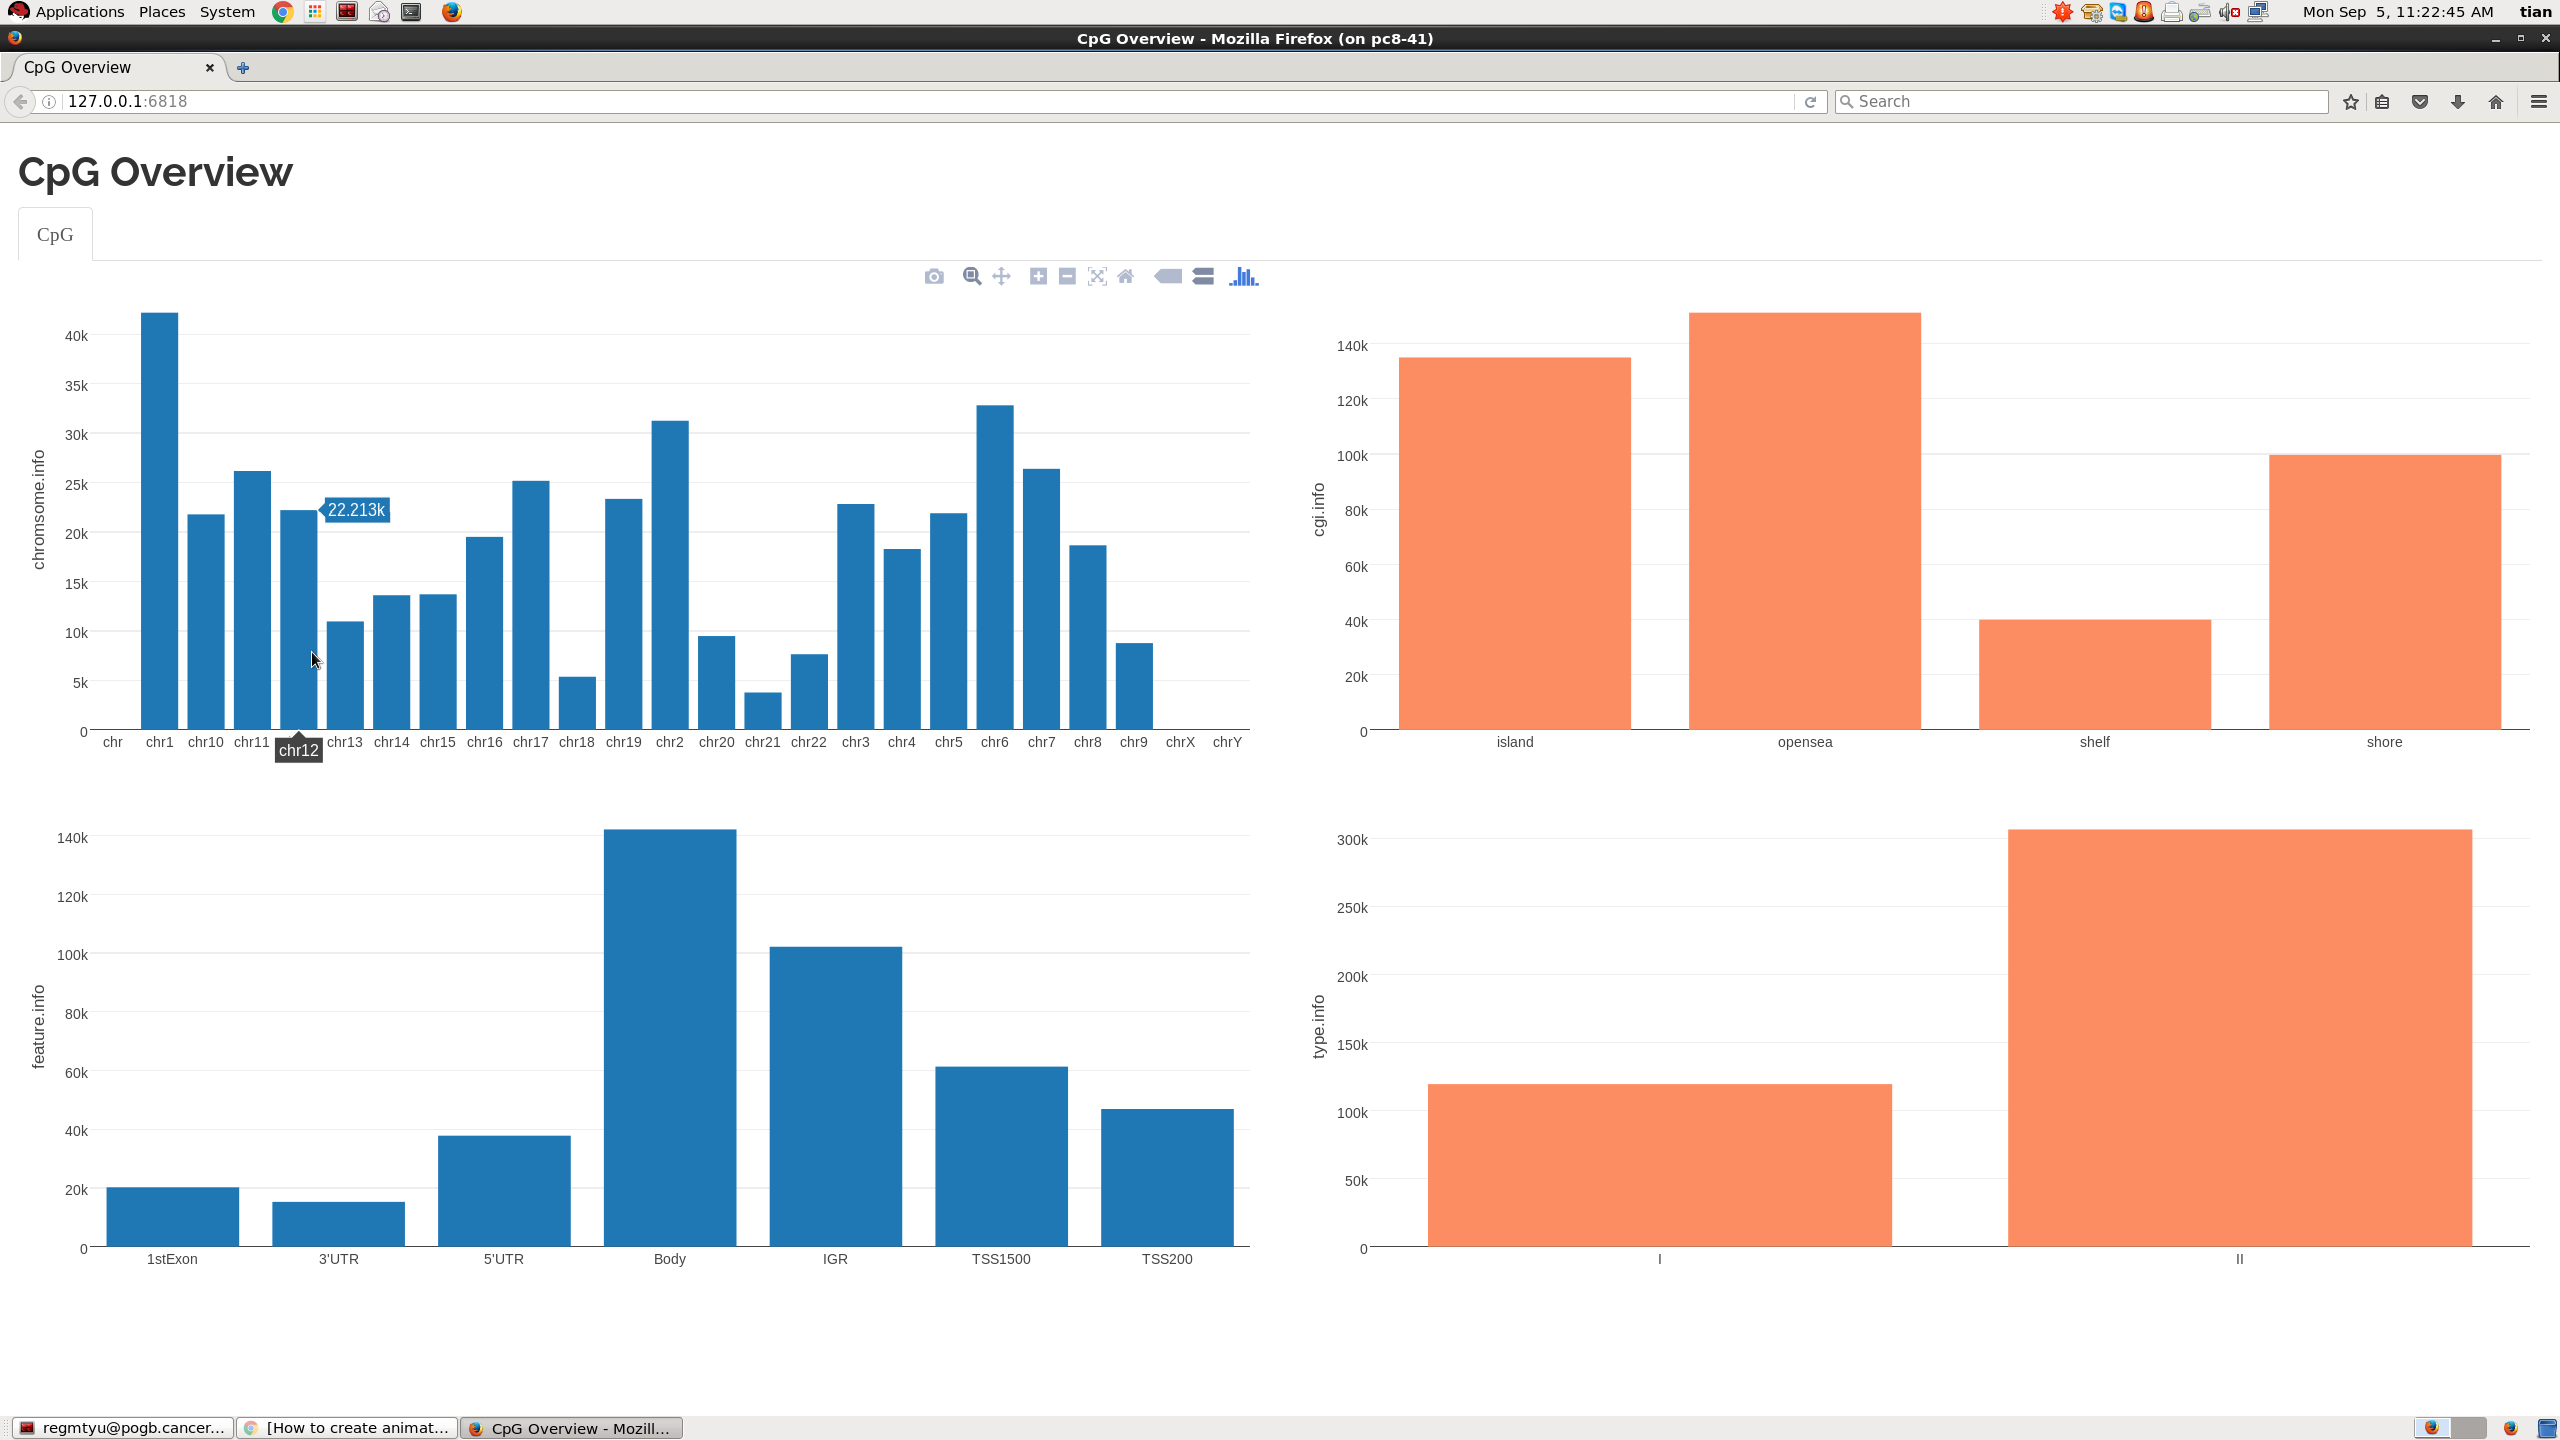 Applications Places System
Mon Sep 5, 11:22:45 AM tian
CpG Overview - Mozilla Firefox (on pc8-41)
CpG Overview
127.0.0.1:6818
Search
CpG Overview
CpG
chromsome.info
40k
35k
30k
25k
20k
15k
10k
5k
0
22.213k
chr chr1 chr10 chr11 chr12 chr13 chr14 chr15 chr16 chr17 chr18 chr19 chr2 chr20 chr21 chr22 chr3 chr4 chr5 chr6 chr7 chr8 chr9 chrX chrY
cgi.info
140k
120k
100k
80k
60k
40k
20k
0
island opensea shelf shore
feature.info
140k
120k
100k
80k
60k
40k
20k
0
1stExon 3'UTR 5'UTR Body IGR TSS1500 TSS200
type.info
300k
250k
200k
150k
100k
50k
0
I II
regmtyu@pogb.cancer... [How to create animat... CpG Overview - Mozill...